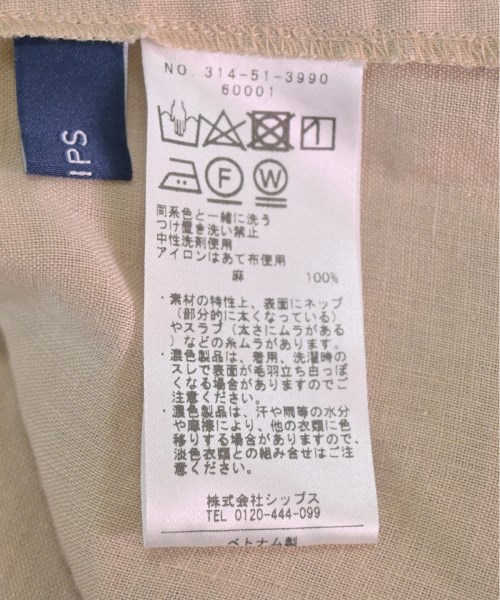 NO. 314-51-3990
60001
F W
同系色と一緒に洗う
つけ置き洗い禁止
中性洗剤使用
アイロンはあて布使用
麻 100%
・素材の特性上、表面にネップ
(部分的に太くなっている)
やスラブ(太さにムラがある
)などの糸ムラがあります。
・濃色製品は、着用、洗濯時の
スレで表面が毛羽立ち白っぽ
くなる場合がありますのでご
注意ください。
・濃色製品は、汗や雨等の水分
や摩擦により、他の衣類に色
移りする場合がありますので、
淡色衣類との組み合せはご注
意ください。
株式会社シップス
TEL 0120-444-099
ベトナム製
IPS